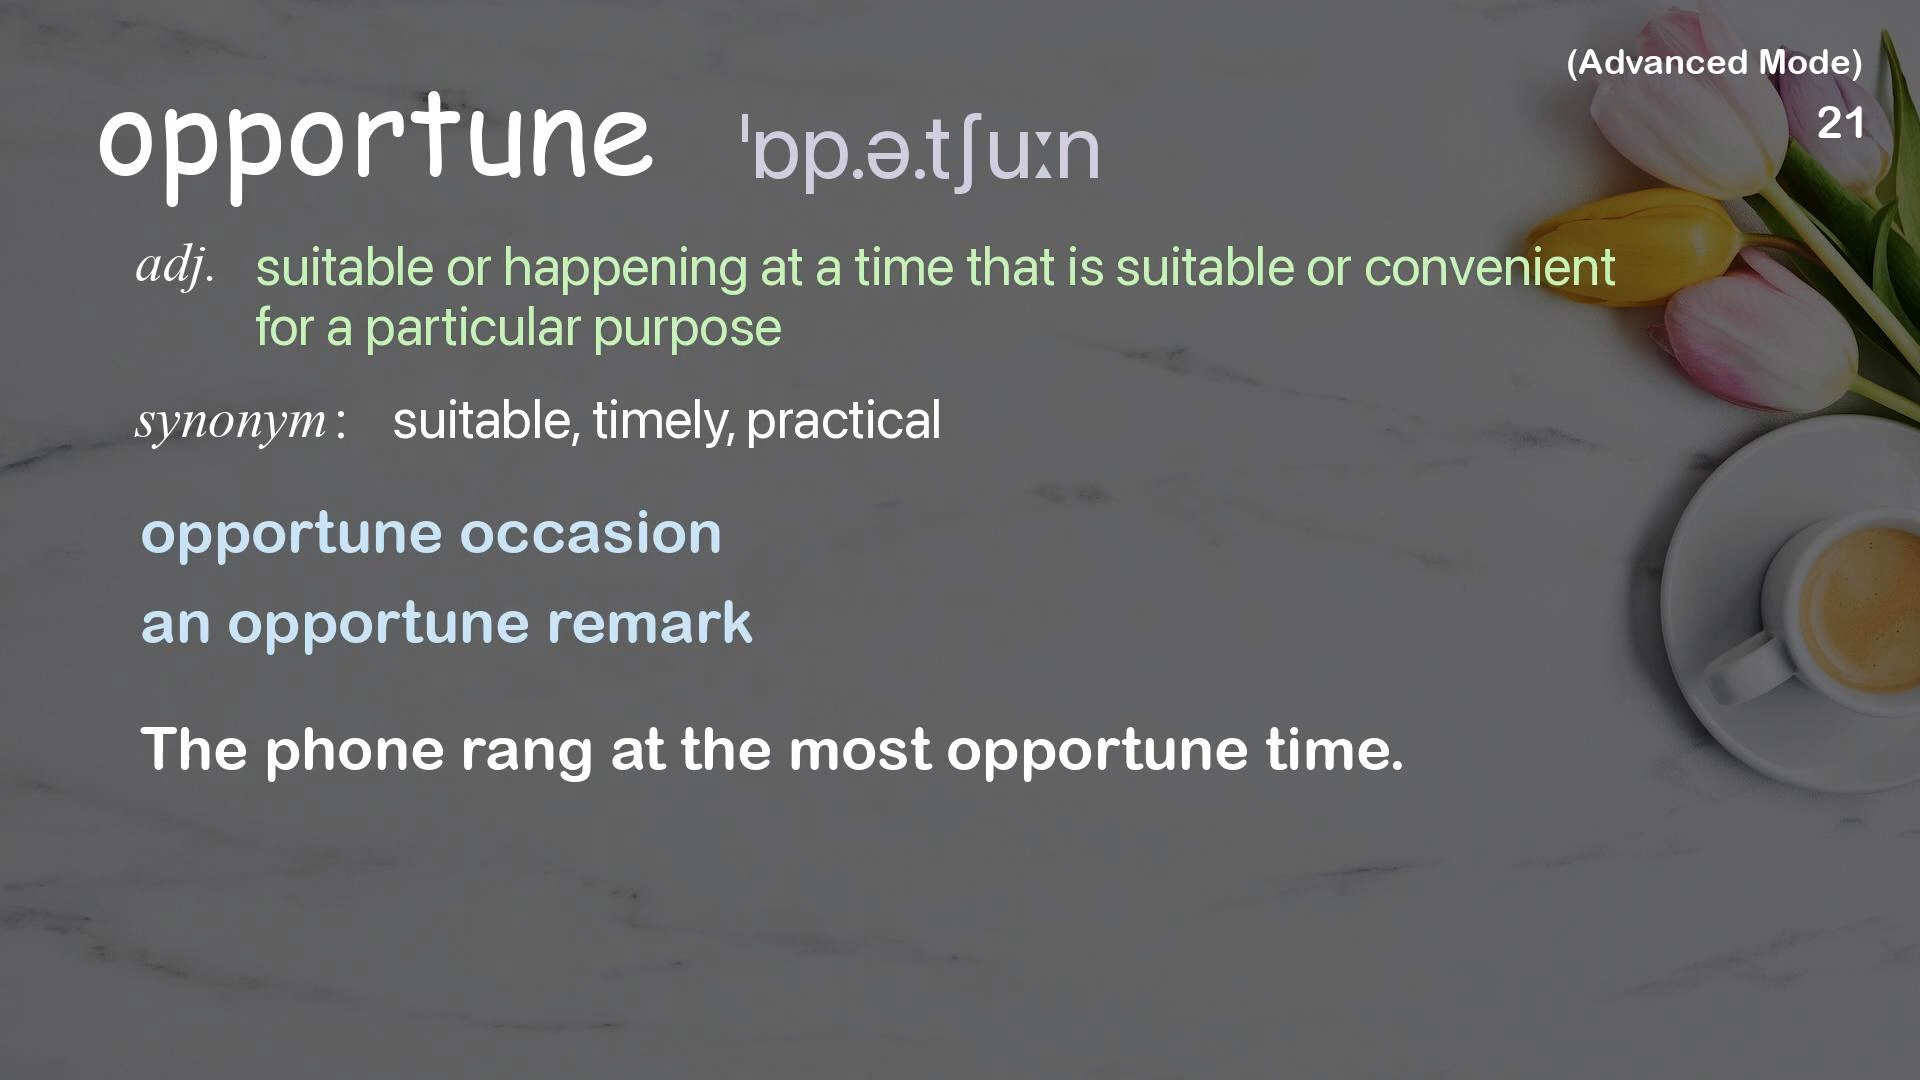 (Advanced Mode)
opportune ˈɒp.ə.tʃuːn
21
adj. suitable or happening at a time that is suitable or convenient
for a particular purpose
synonym: suitable, timely, practical
opportune occasion
an opportune remark
The phone rang at the most opportune time.